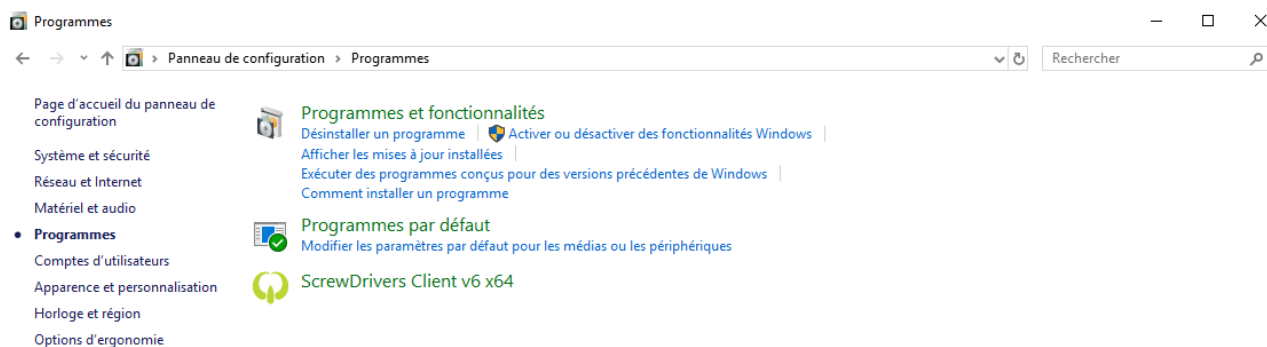 Programmes
Panneau de configuration > Programmes
Rechercher
Page d'accueil du panneau de
configuration
Système et sécurité
Réseau et Internet
Matériel et audio
Programmes
Comptes d'utilisateurs
Apparence et personnalisation
Horloge et région
Options d'ergonomie
Programmes et fonctionnalités
Désinstaller un programme
Activer ou désactiver des fonctionnalités Windows
Afficher les mises à jour installées
Exécuter des programmes conçus pour des versions précédentes de Windows
Comment installer un programme
Programmes par défaut
Modifier les paramètres par défaut pour les médias ou les périphériques
ScrewDrivers Client v6 x64